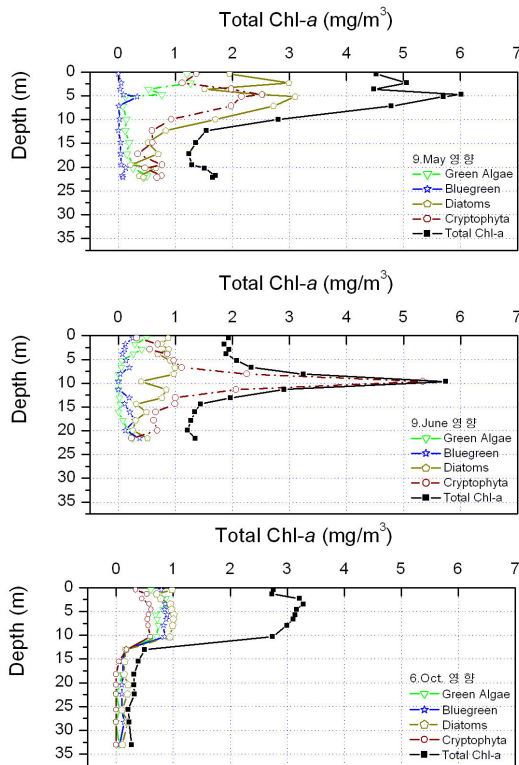 Total Chl-a (mg/m³)
0 1 2 3 4 5 6 7
Depth (m)
0
5
10
15
20
25
30
35
9.May 영향
Green Algae
Bluegreen
Diatoms
Cryptophyta
Total Chl-a
Total Chl-a (mg/m³)
0 1 2 3 4 5 6 7
Depth (m)
0
5
10
15
20
25
30
35
9.June 영향
Green Algae
Bluegreen
Diatoms
Cryptophyta
Total Chl-a
Total Chl-a (mg/m³)
0 1 2 3 4 5 6 7
Depth (m)
0
5
10
15
20
25
30
35
6.Oct. 영향
Green Algae
Bluegreen
Diatoms
Cryptophyta
Total Chl-a